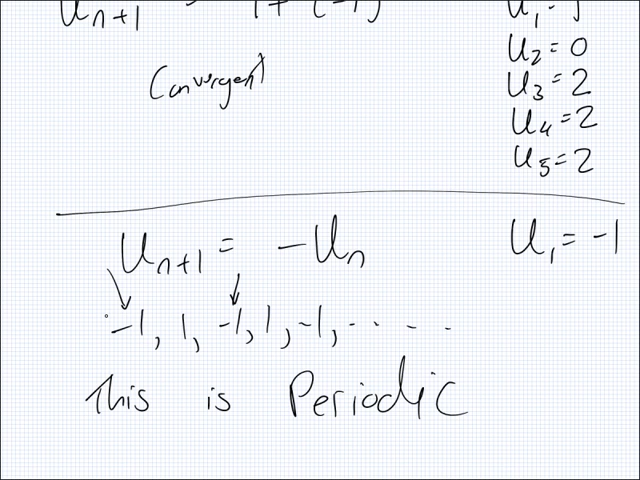 U₂ = 0
Convergent
U₃ = 2
U₄ = 2
U₅ = 2
Uₙ₊₁ = -Uₙ
U₁ = -1
-1, 1, -1, 1, -1, . . . .
This is Periodic